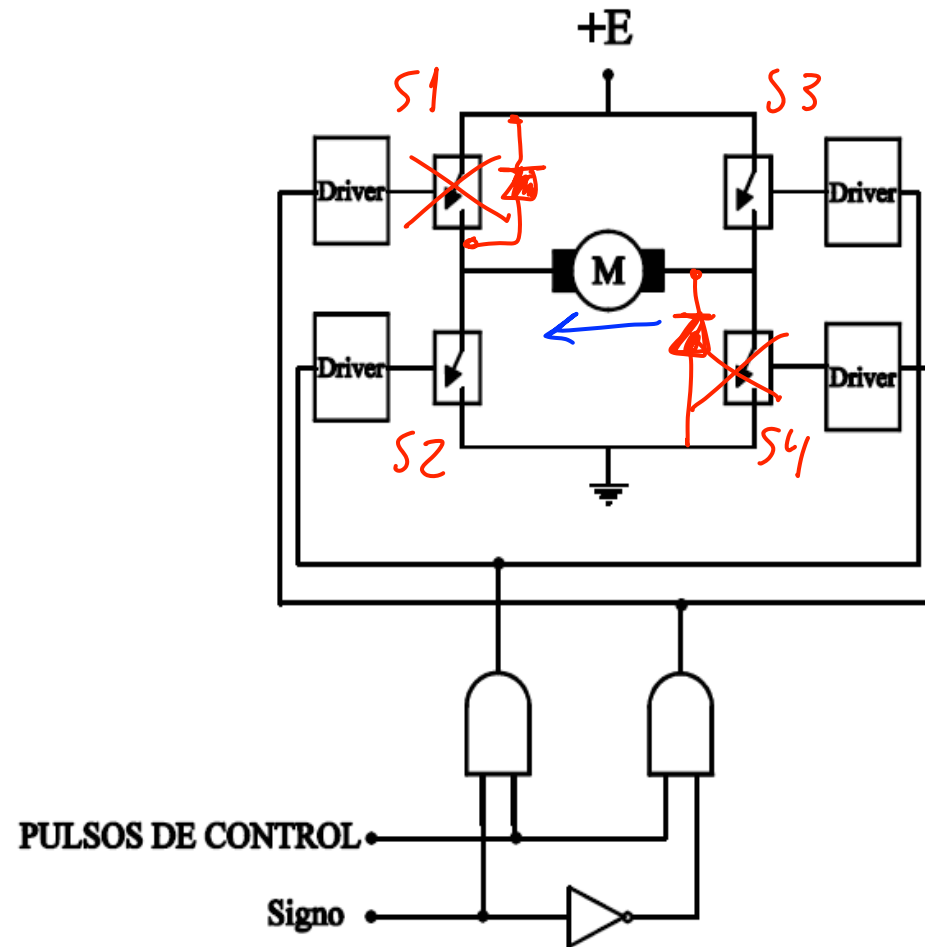 +E
S1
S3
Driver
Driver
M
Driver
Driver
S2
S4
PULSOS DE CONTROL
Signo